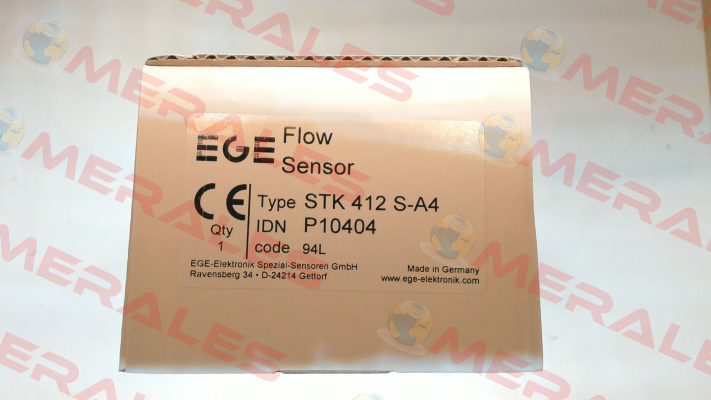 EGE Flow
Sensor
CE
Type STK 412 S-A4
Qty IDN P10404
1 code 94L
EGE-Elektronik Spezial-Sensoren GmbH
Ravensberg 34 • D-24214 Gettorf
Made in Germany
www.ege-elektronik.com
MERALES
MERALES
MERALES
MERALES
MERALES
MERALES